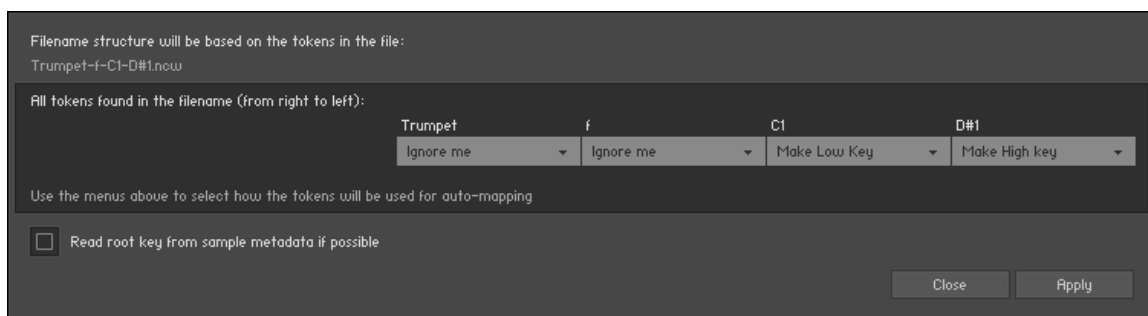 Filename structure will be based on the tokens in the file:
Trumpet-f-C1-D#1.ncw
All tokens found in the filename (from right to left):
Trumpet f C1 D#1
Ignore me Ignore me Make Low Key Make High key
Use the menus above to select how the tokens will be used for auto-mapping
Read root key from sample metadata if possible
Close Apply